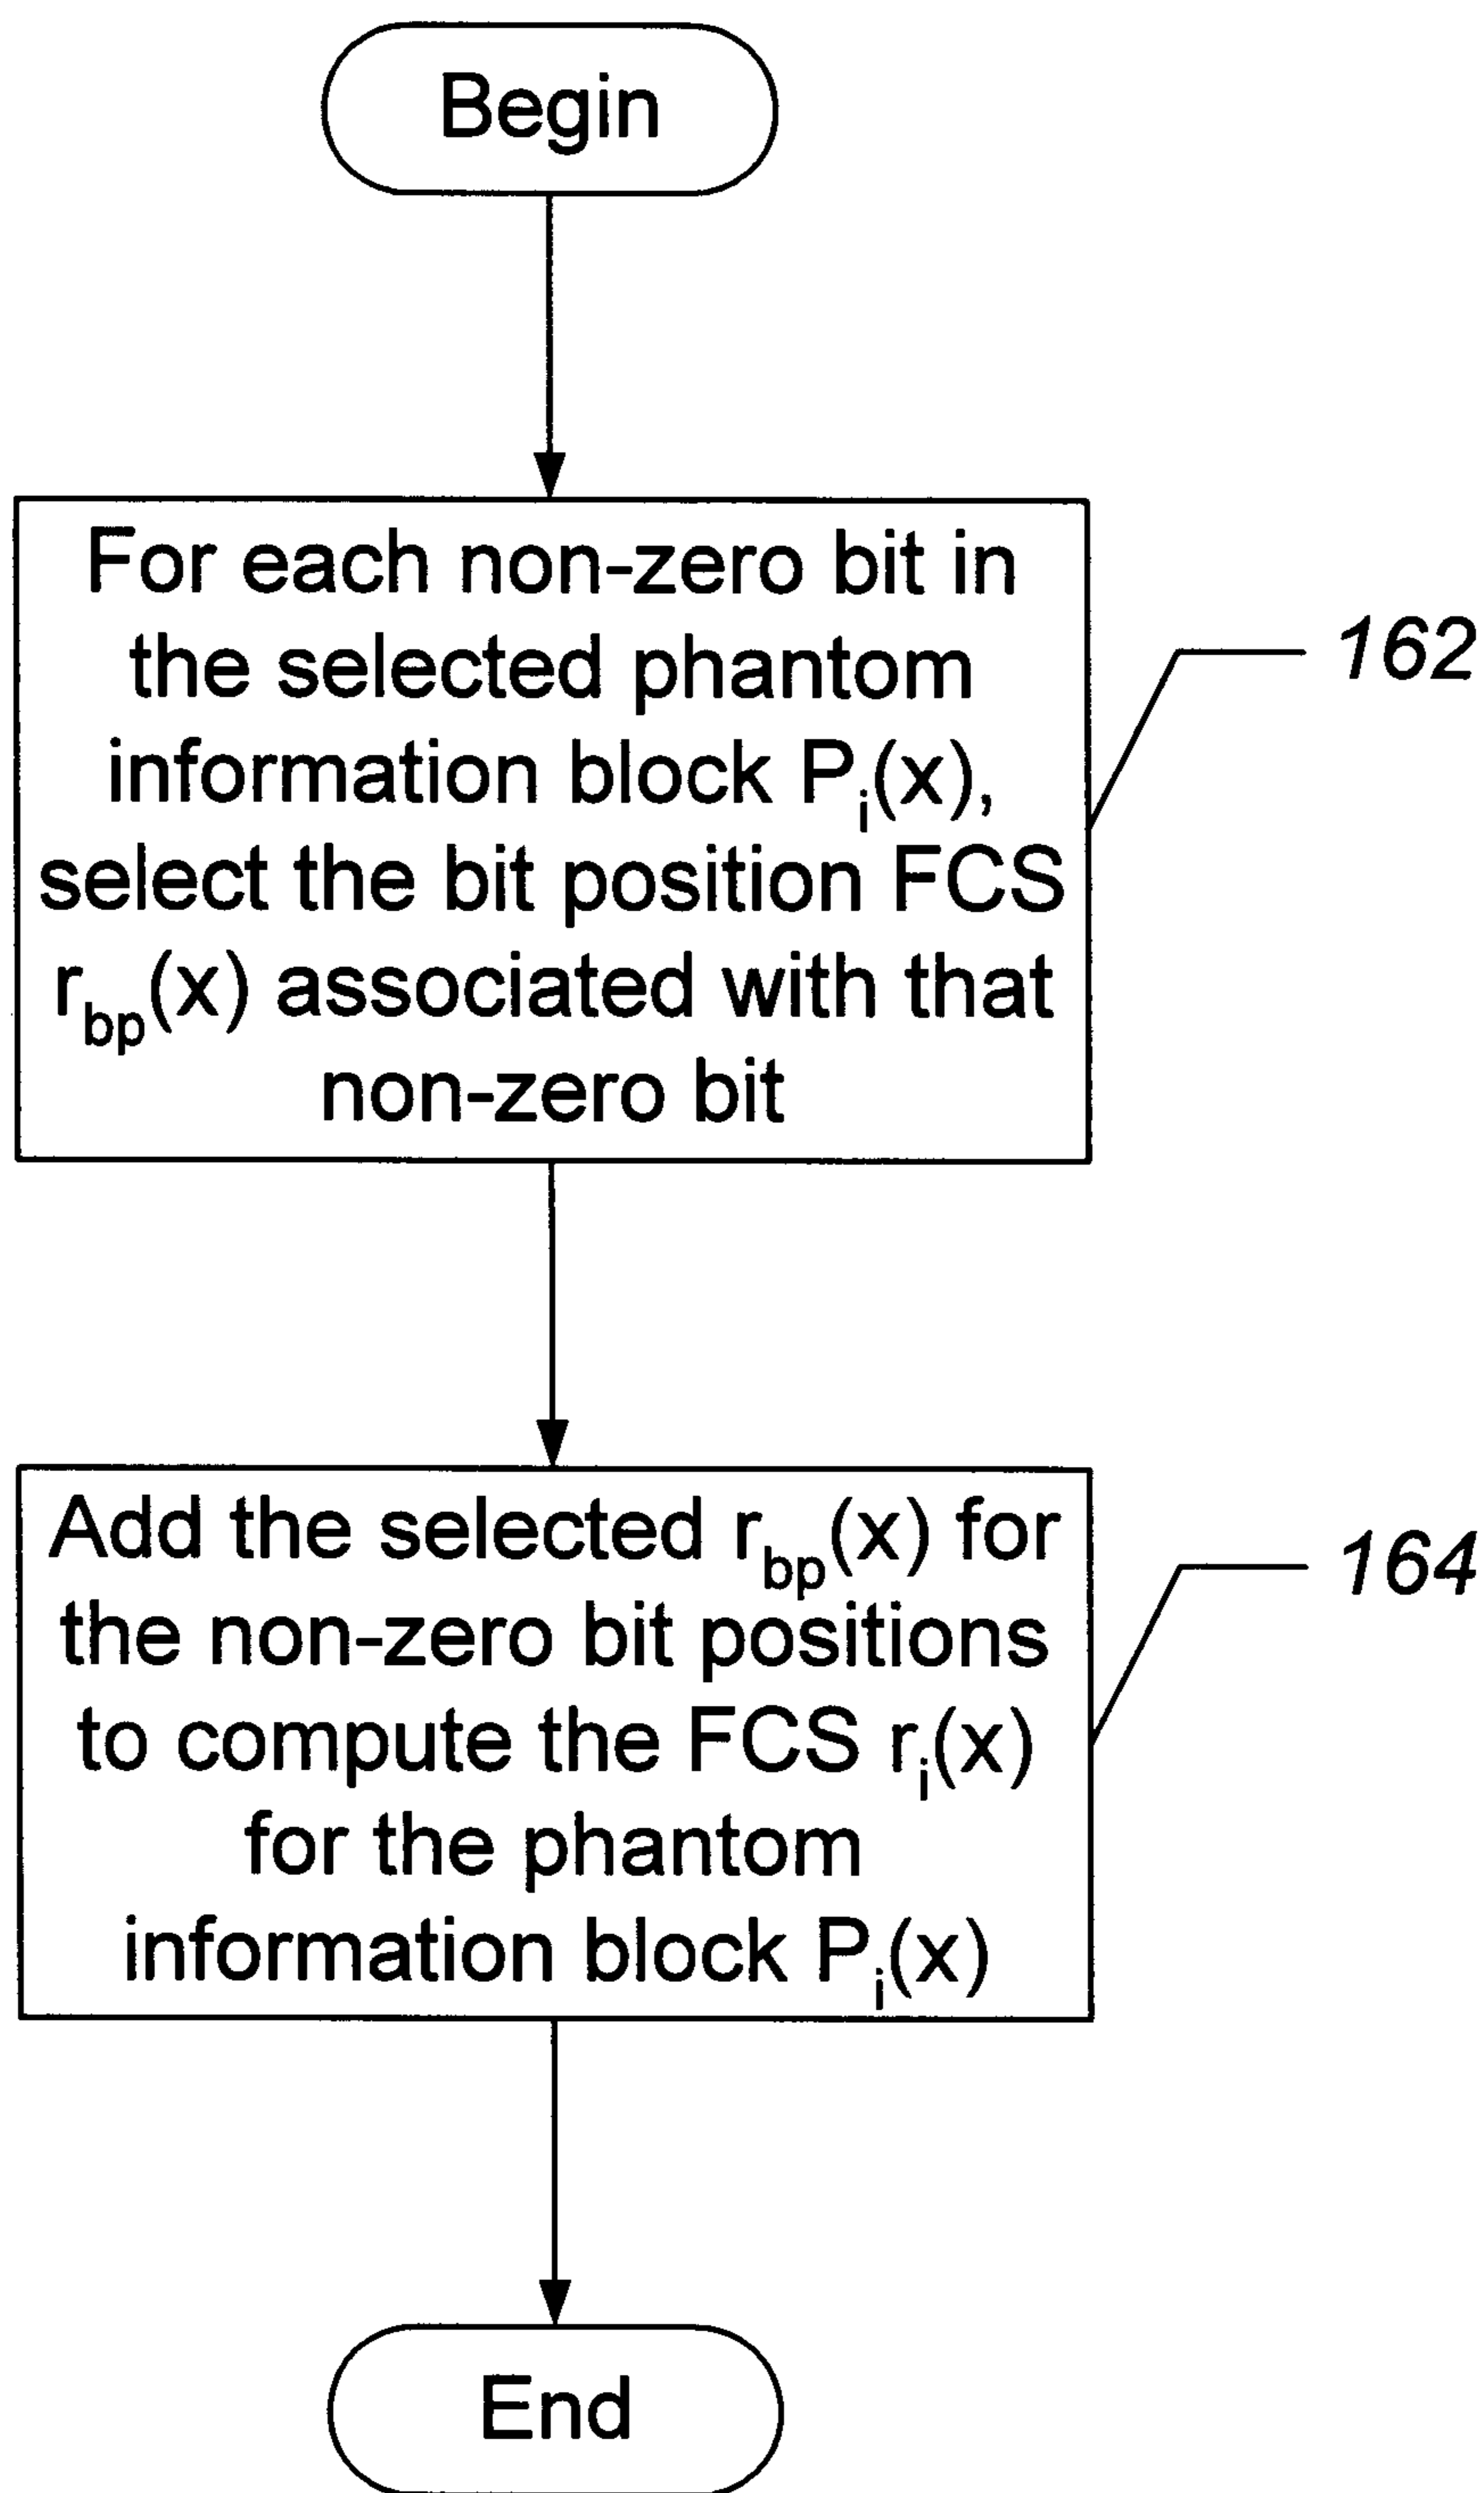 Begin
For each non-zero bit in
the selected phantom
information block Pᵢ(x),
select the bit position FCS
r_bp(x) associated with that
non-zero bit
162
Add the selected r_bp(x) for
the non-zero bit positions
to compute the FCS rᵢ(x)
for the phantom
information block Pᵢ(x)
164
End